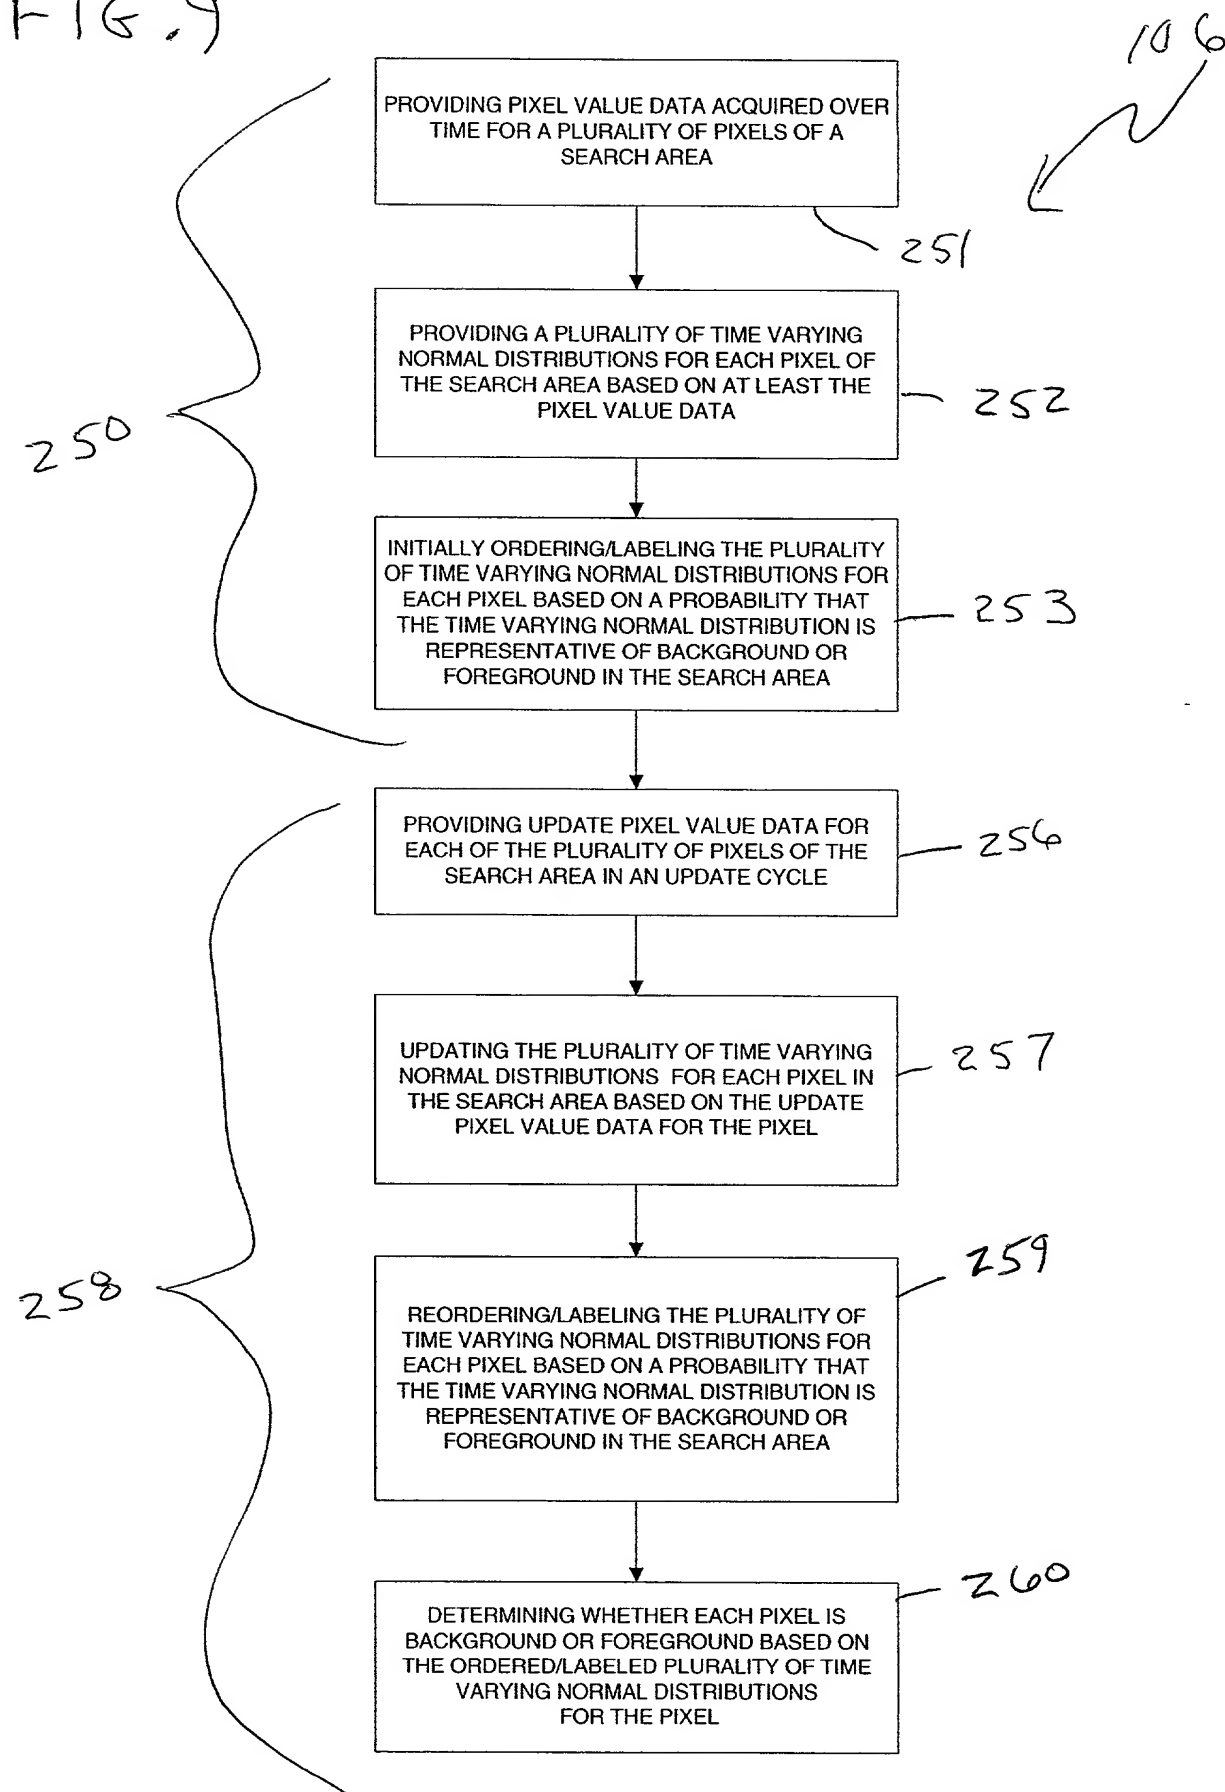 FIG. 9
106
PROVIDING PIXEL VALUE DATA ACQUIRED OVER
TIME FOR A PLURALITY OF PIXELS OF A
SEARCH AREA
251
PROVIDING A PLURALITY OF TIME VARYING
NORMAL DISTRIBUTIONS FOR EACH PIXEL OF
THE SEARCH AREA BASED ON AT LEAST THE
PIXEL VALUE DATA
252
250
INITIALLY ORDERING/LABELING THE PLURALITY
OF TIME VARYING NORMAL DISTRIBUTIONS FOR
EACH PIXEL BASED ON A PROBABILITY THAT
THE TIME VARYING NORMAL DISTRIBUTION IS
REPRESENTATIVE OF BACKGROUND OR
FOREGROUND IN THE SEARCH AREA
253
PROVIDING UPDATE PIXEL VALUE DATA FOR
EACH OF THE PLURALITY OF PIXELS OF THE
SEARCH AREA IN AN UPDATE CYCLE
256
UPDATING THE PLURALITY OF TIME VARYING
NORMAL DISTRIBUTIONS FOR EACH PIXEL IN
THE SEARCH AREA BASED ON THE UPDATE
PIXEL VALUE DATA FOR THE PIXEL
257
258
REORDERING/LABELING THE PLURALITY OF
TIME VARYING NORMAL DISTRIBUTIONS FOR
EACH PIXEL BASED ON A PROBABILITY THAT
THE TIME VARYING NORMAL DISTRIBUTION IS
REPRESENTATIVE OF BACKGROUND OR
FOREGROUND IN THE SEARCH AREA
259
DETERMINING WHETHER EACH PIXEL IS
BACKGROUND OR FOREGROUND BASED ON
THE ORDERED/LABELED PLURALITY OF TIME
VARYING NORMAL DISTRIBUTIONS
FOR THE PIXEL
260